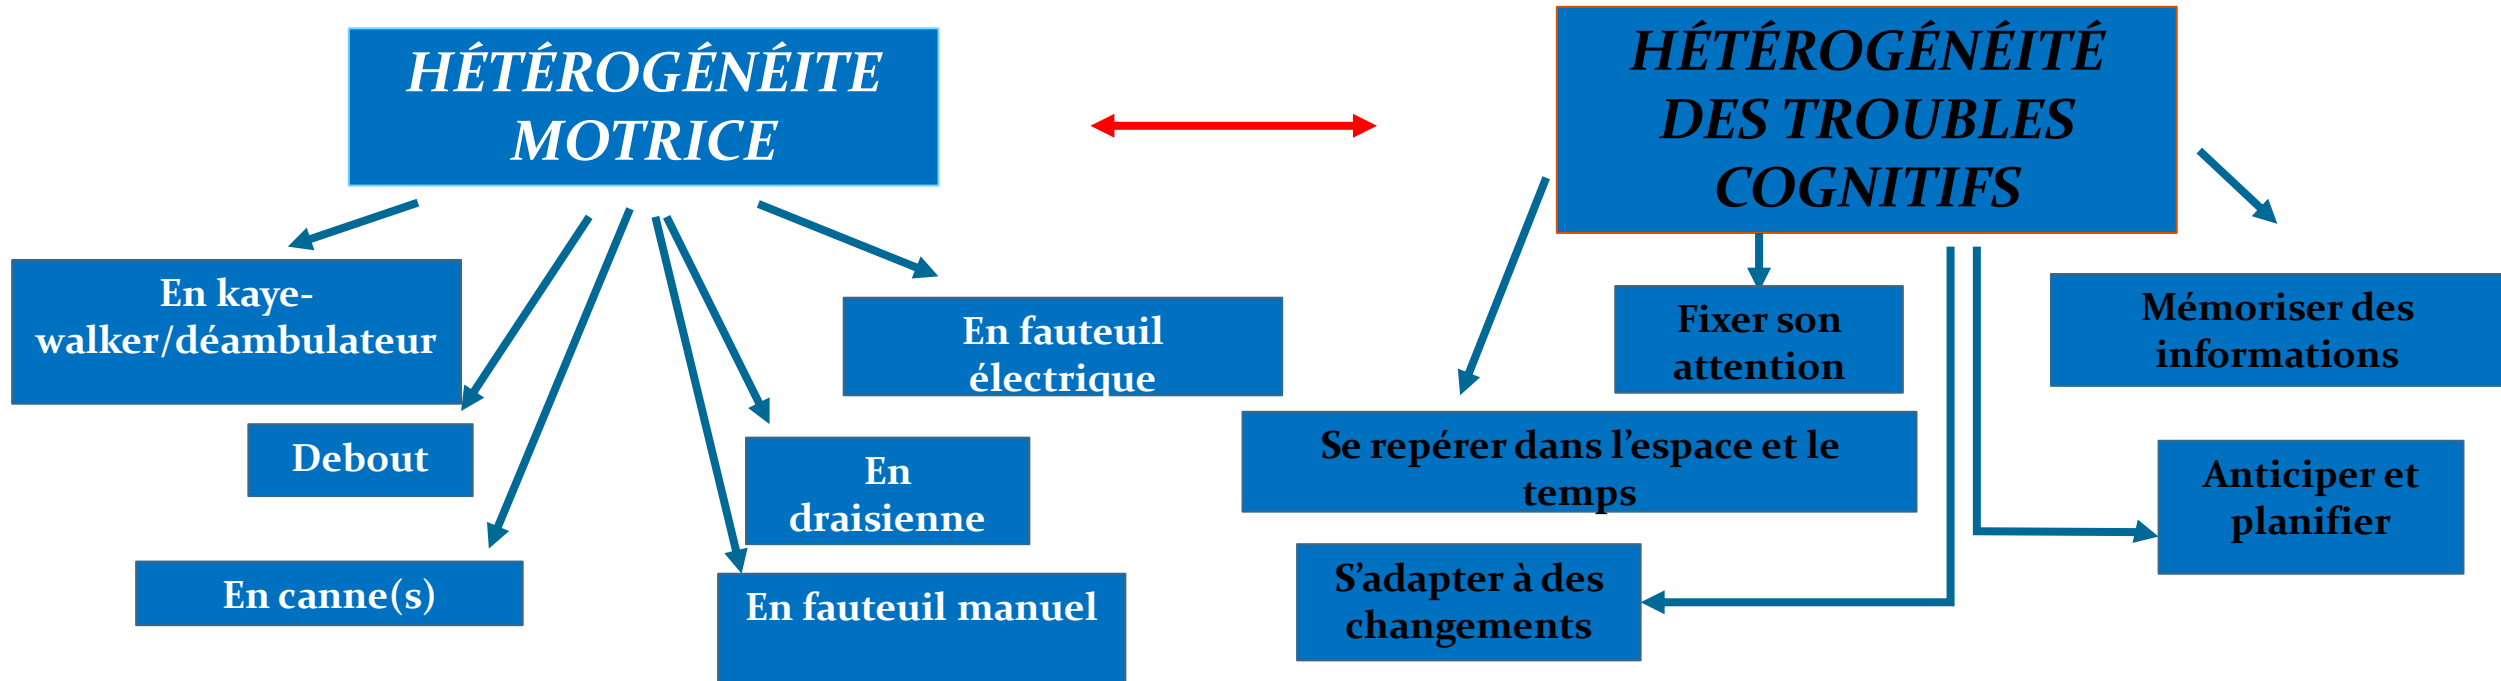 HÉTÉROGÉNÉITE
MOTRICE
HÉTÉROGÉNÉITÉ
DES TROUBLES
COGNITIFS
En kaye-
walker/déambulateur
Debout
En canne(s)
En fauteuil manuel
En
draisienne
En fauteuil
électrique
Se repérer dans l’espace et le
temps
Fixer son
attention
S’adapter à des
changements
Anticiper et
planifier
Mémoriser des
informations